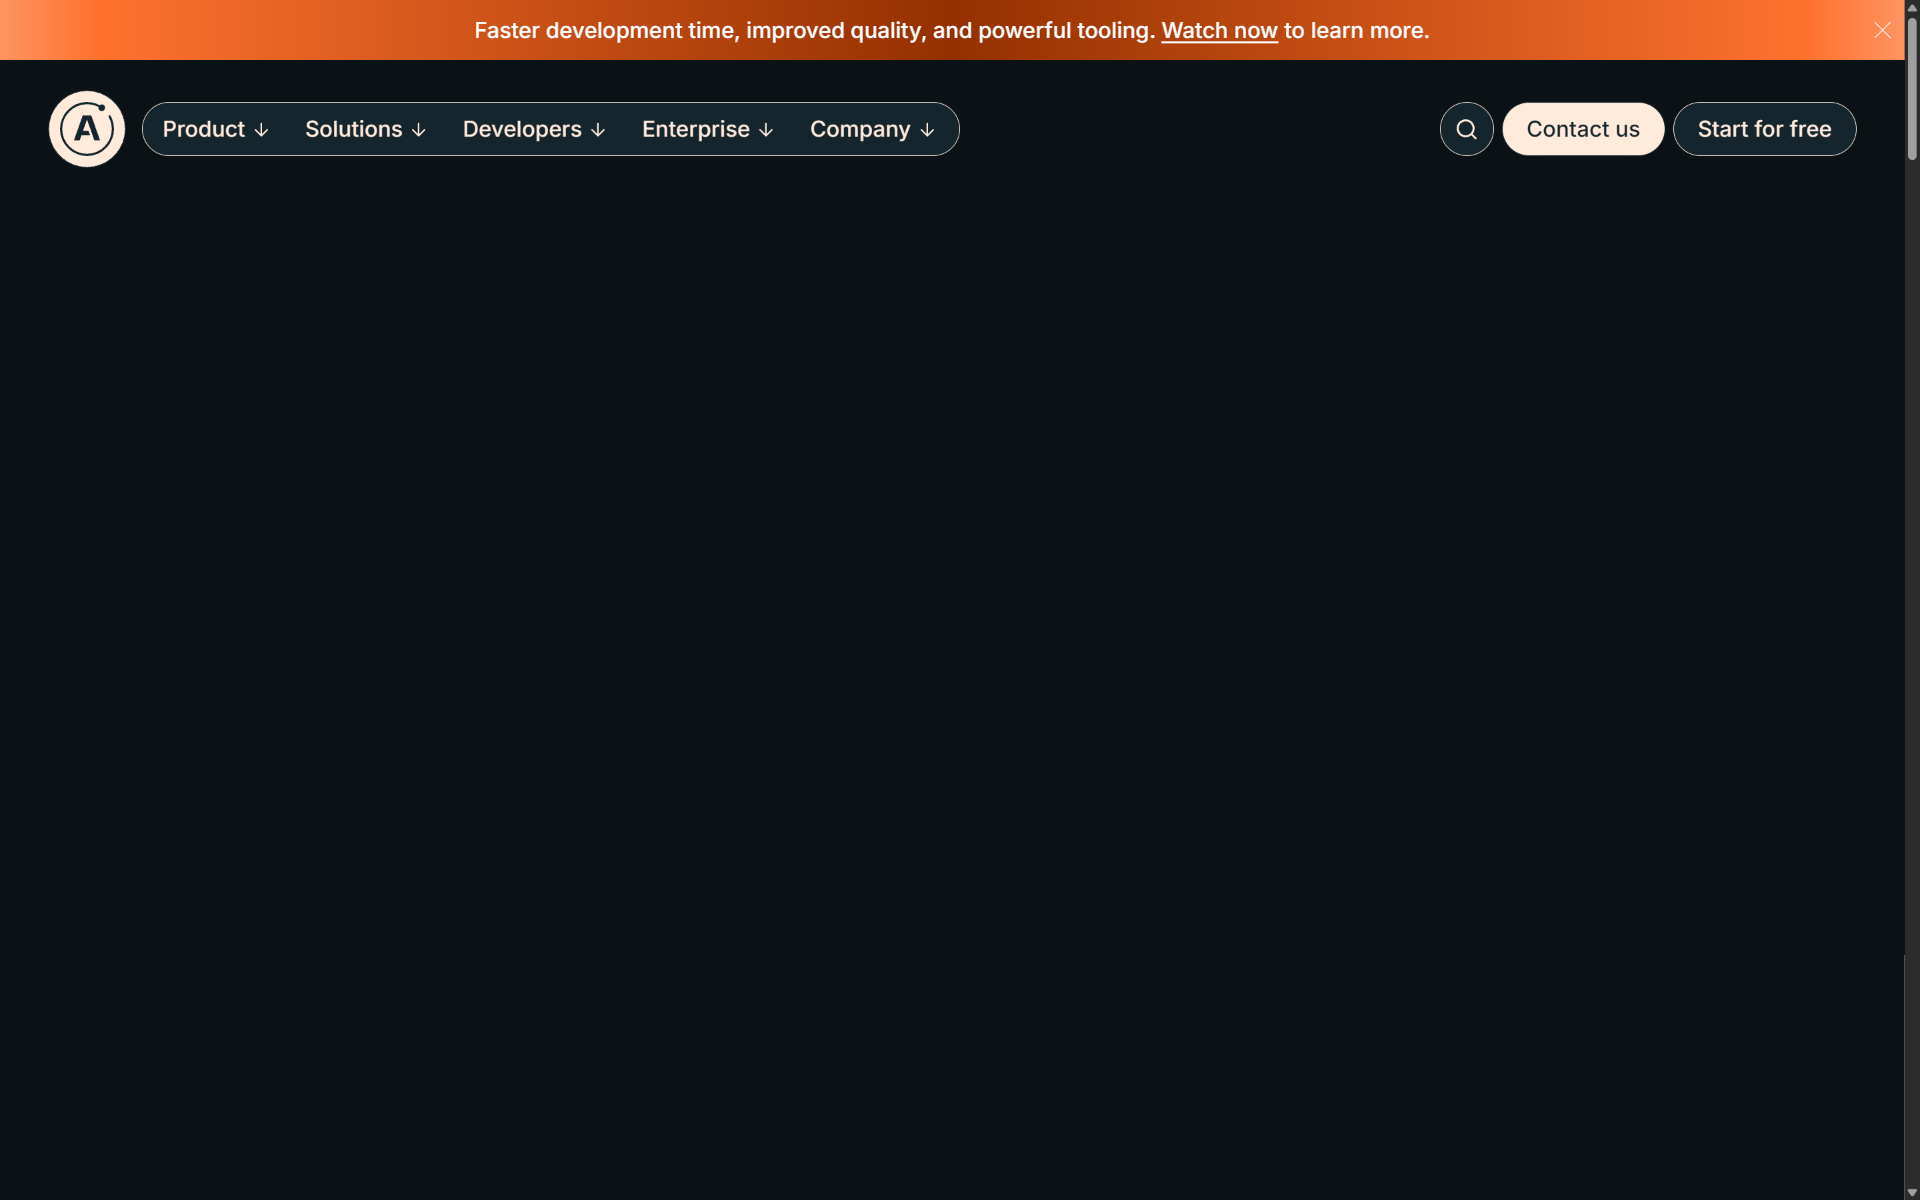 Faster development time, improved quality, and powerful tooling. Watch now to learn more.
A Product Solutions Developers Enterprise Company Contact us Start for free